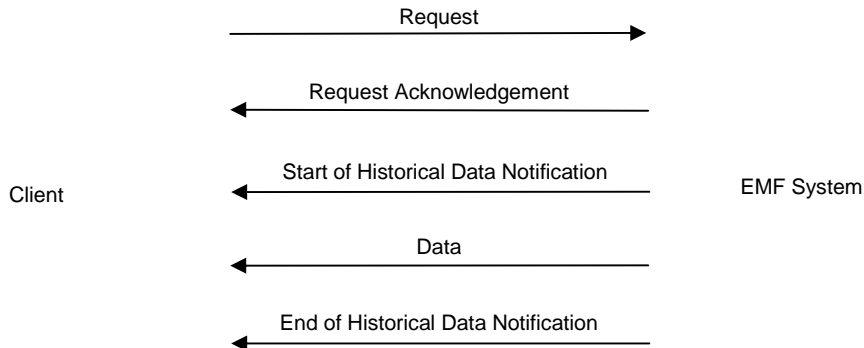 Request
Request Acknowledgement
Start of Historical Data Notification
Client
EMF System
Data
End of Historical Data Notification